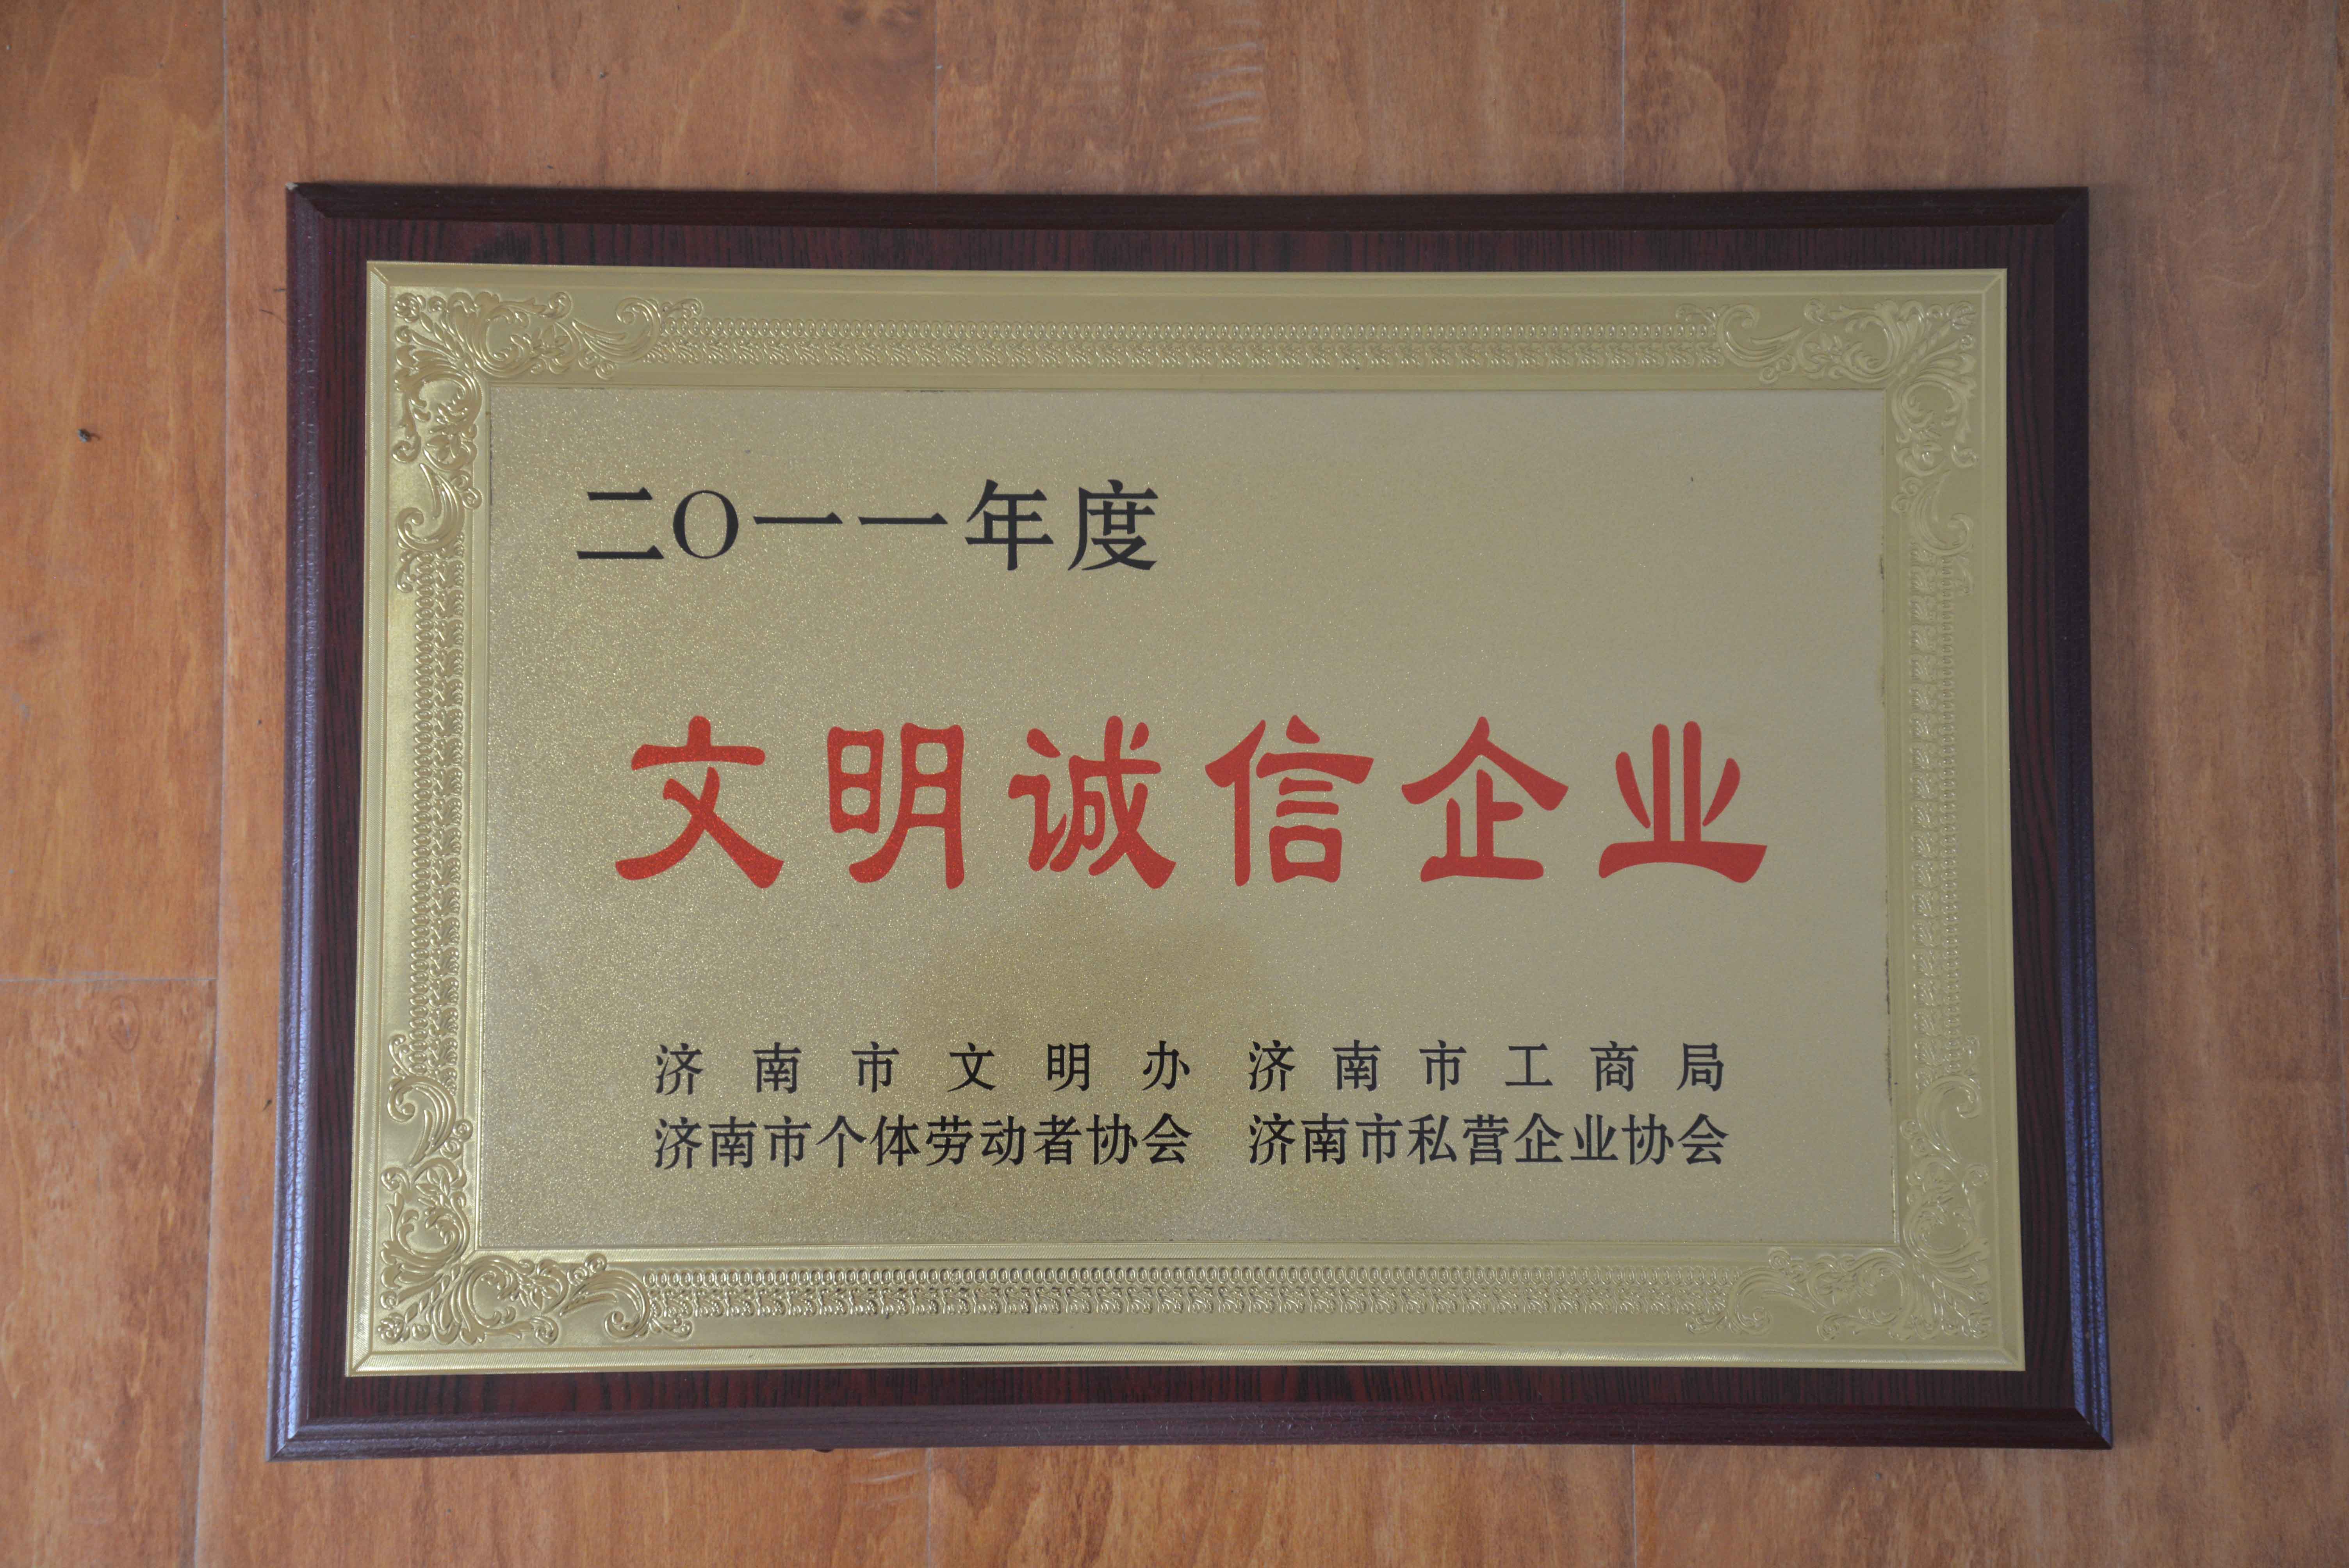 二〇一一年度
文明诚信企业
济南市文明办 济南市工商局
济南市个体劳动者协会 济南市私营企业协会